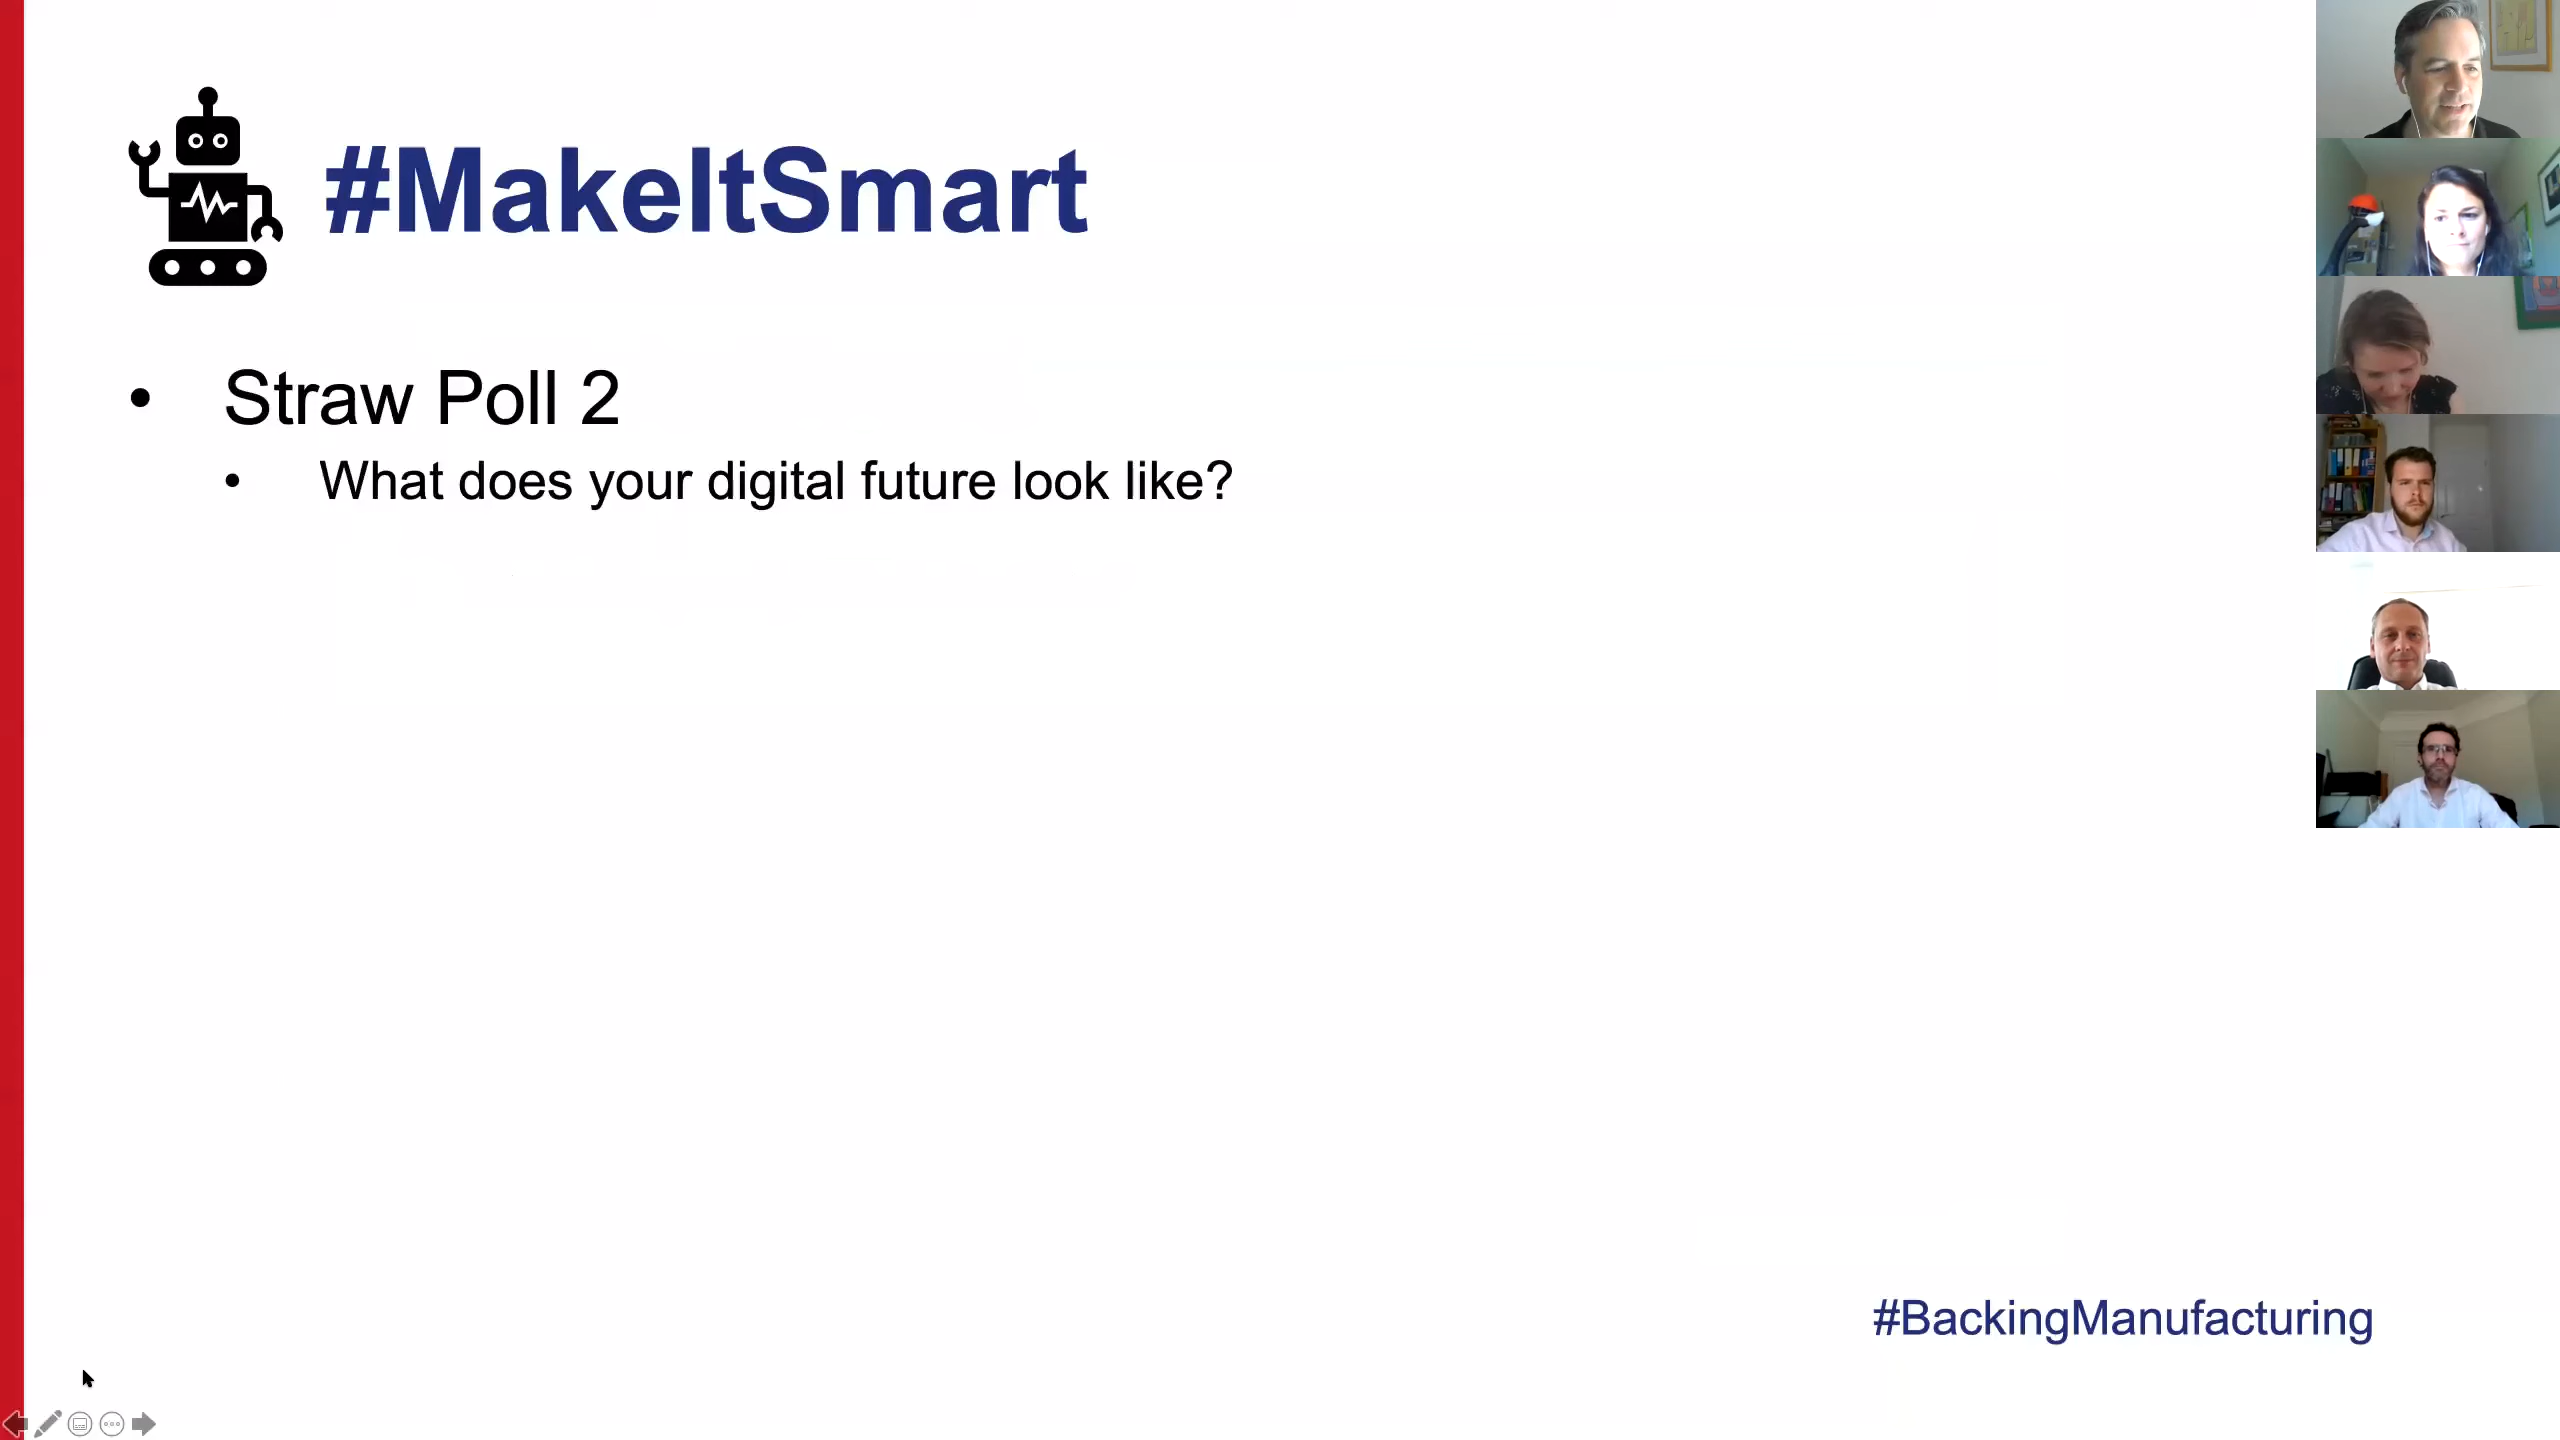 #MakeItSmart
• Straw Poll 2
• What does your digital future look like?
#BackingManufacturing